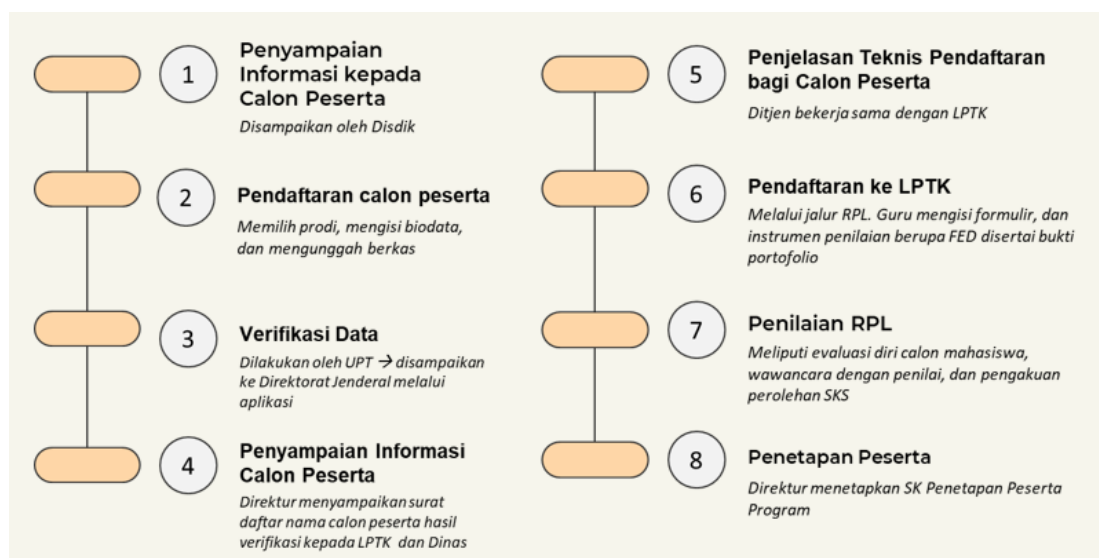 1
Penyampaian
Informasi kepada
Calon Peserta
Disampaikan oleh Disdik
2
Pendaftaran calon peserta
Memilih prodi, mengisi biodata,
dan mengunggah berkas
3
Verifikasi Data
Dilakukan oleh UPT → disampaikan
ke Direktorat Jenderal melalui
aplikasi
4
Penyampaian Informasi
Calon Peserta
Direktur menyampaikan surat
daftar nama calon peserta hasil
verifikasi kepada LPTK dan Dinas
5
Penjelasan Teknis Pendaftaran
bagi Calon Peserta
Ditjen bekerja sama dengan LPTK
6
Pendaftaran ke LPTK
Melalui jalur RPL. Guru mengisi formulir, dan
instrumen penilaian berupa FED disertai bukti
portofolio
7
Penilaian RPL
Meliputi evaluasi diri calon mahasiswa,
wawancara dengan penilai, dan pengakuan
perolehan SKS
8
Penetapan Peserta
Direktur menetapkan SK Penetapan Peserta
Program